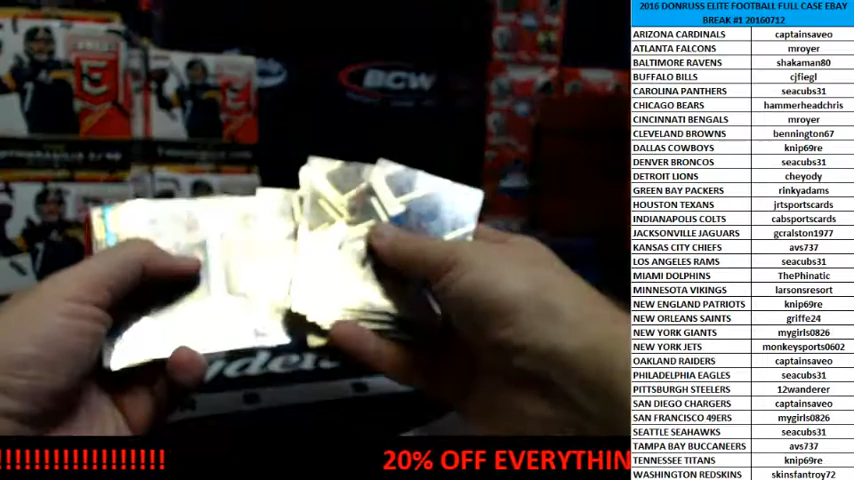 2016 DONRUSS ELITE FOOTBALL FULL CASE EBAY
BREAK #1 20160712
ARIZONA CARDINALS captainsaveo
ATLANTA FALCONS mroyer
BALTIMORE RAVENS shakaman80
BUFFALO BILLS cjfiegl
CAROLINA PANTHERS seacubs31
CHICAGO BEARS hammerheadchris
CINCINNATI BENGALS mroyer
CLEVELAND BROWNS bennington67
DALLAS COWBOYS knip69re
DENVER BRONCOS seacubs31
DETROIT LIONS cheyody
GREEN BAY PACKERS rinkyadams
HOUSTON TEXANS jrtsportscards
INDIANAPOLIS COLTS cabsportscards
JACKSONVILLE JAGUARS gcralston1977
KANSAS CITY CHIEFS avs737
LOS ANGELES RAMS seacubs31
MIAMI DOLPHINS ThePhinatic
MINNESOTA VIKINGS larsonsresort
NEW ENGLAND PATRIOTS knip69re
NEW ORLEANS SAINTS griffe24
NEW YORK GIANTS mygirls0826
NEW YORK JETS monkeysports0602
OAKLAND RAIDERS captainsaveo
PHILADELPHIA EAGLES seacubs31
PITTSBURGH STEELERS 12wanderer
SAN DIEGO CHARGERS captainsaveo
SAN FRANCISCO 49ERS mygirls0826
SEATTLE SEAHAWKS seacubs31
TAMPA BAY BUCCANEERS avs737
TENNESSEE TITANS knip69re
WASHINGTON REDSKINS skinsfantroy72
BCW
!!!!!!!!!!!!!!!!!! 20% OFF EVERYTHIN